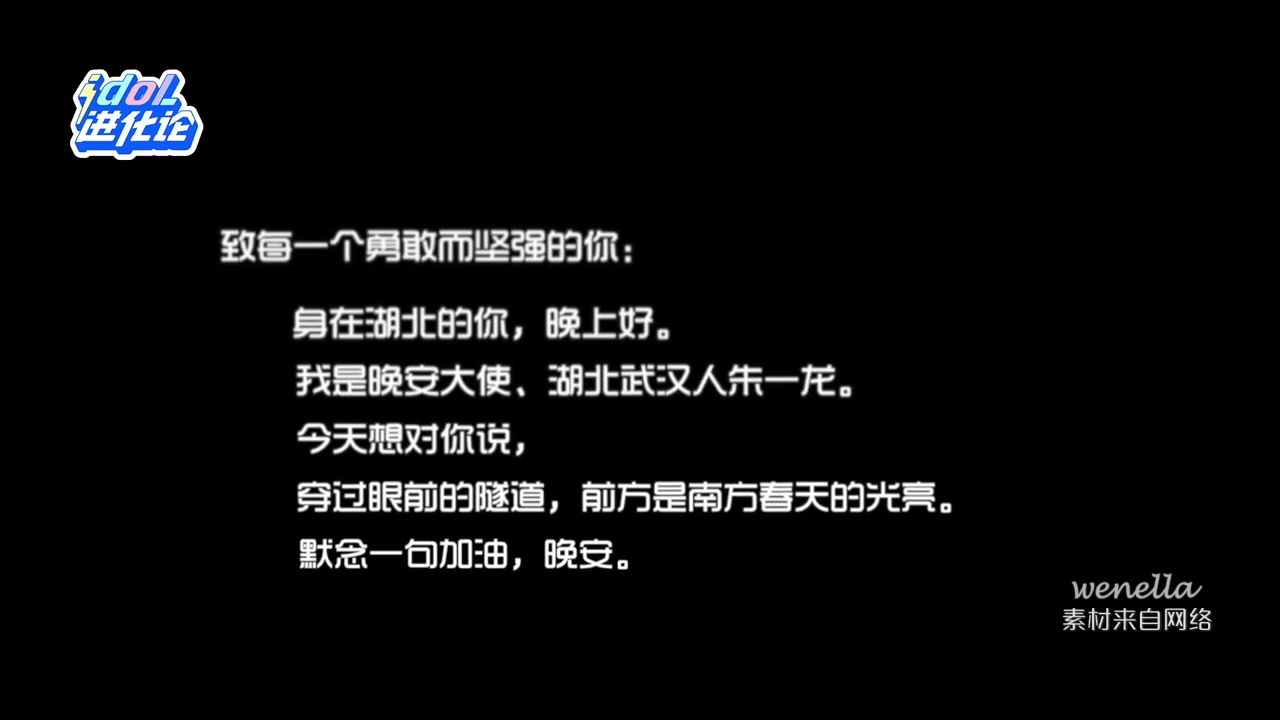 idol
进化论
致每一个勇敢而坚强的你：
身在湖北的你，晚上好。
我是晚安大使、湖北武汉人朱一龙。
今天想对你说，
穿过眼前的隧道，前方是南方春天的光亮。
默念一句加油，晚安。
wenella
素材来自网络